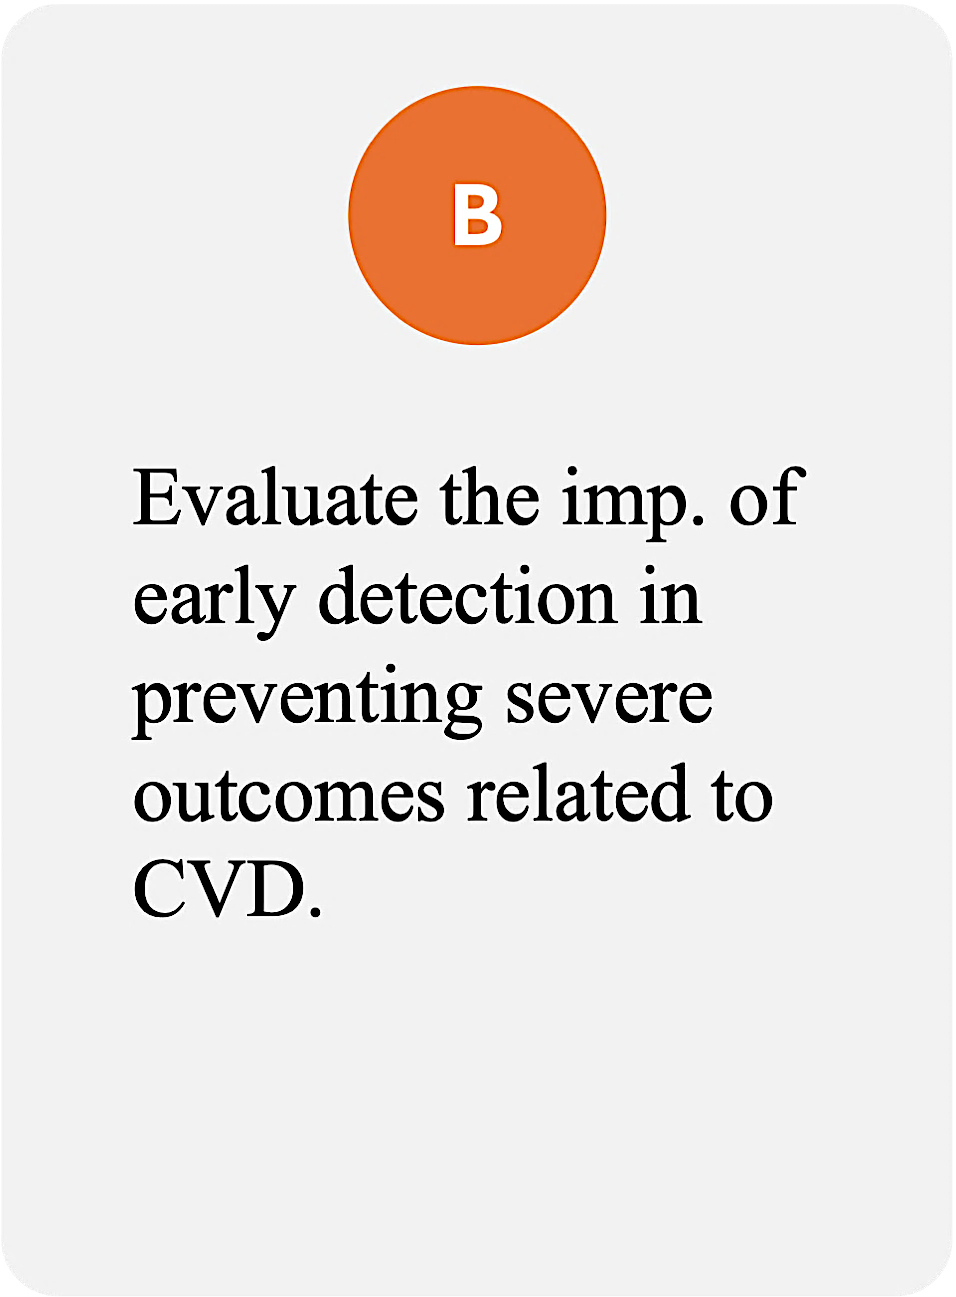 B
Evaluate the imp. of
early detection in
preventing severe
outcomes related to
CVD.